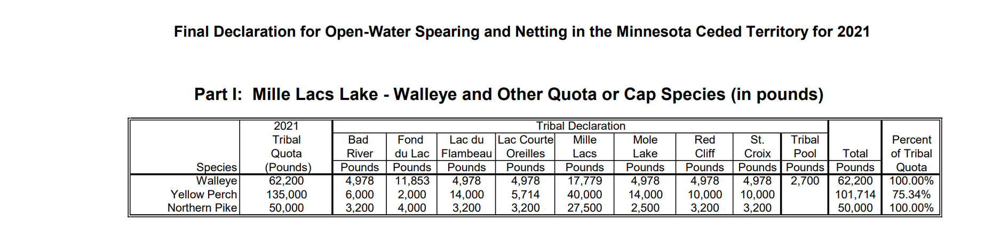 Final Declaration for Open-Water Spearing and Netting in the Minnesota Ceded Territory for 2021
Part I:  Mille Lacs Lake - Walleye and Other Quota or Cap Species (in pounds)
2021 Tribal Declaration
Tribal Bad Fond Lac du Lac Courte Mille Mole Red St. Tribal Percent
Quota River du Lac Flambeau Oreilles Lacs Lake Cliff Croix Pool Total of Tribal
Species (Pounds) Pounds Pounds Pounds Pounds Pounds Pounds Pounds Pounds Pounds Pounds Quota
Walleye 62,200 4,978 11,853 4,978 4,978 17,779 4,978 4,978 4,978 2,700 62,200 100.00%
Yellow Perch 135,000 6,000 2,000 14,000 5,714 40,000 14,000 10,000 10,000 101,714 75.34%
Northern Pike 50,000 3,200 4,000 3,200 3,200 27,500 2,500 3,200 3,200 50,000 100.00%